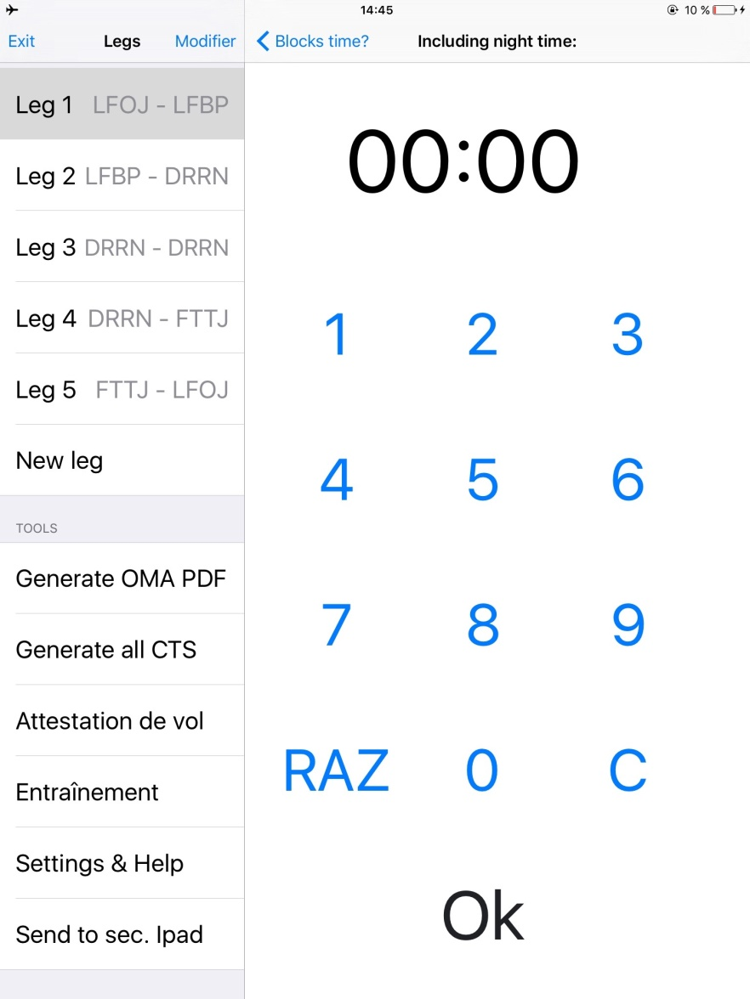 14:45
10 %
Exit
Legs
Modifier
Blocks time?
Including night time:
Leg 1 LFOJ - LFBP
Leg 2 LFBP - DRRN
Leg 3 DRRN - DRRN
Leg 4 DRRN - FTTJ
Leg 5 FTTJ - LFOJ
New leg
TOOLS
Generate OMA PDF
Generate all CTS
Attestation de vol
Entraînement
Settings & Help
Send to sec. Ipad
00:00
1 2 3
4 5 6
7 8 9
RAZ 0 C
Ok